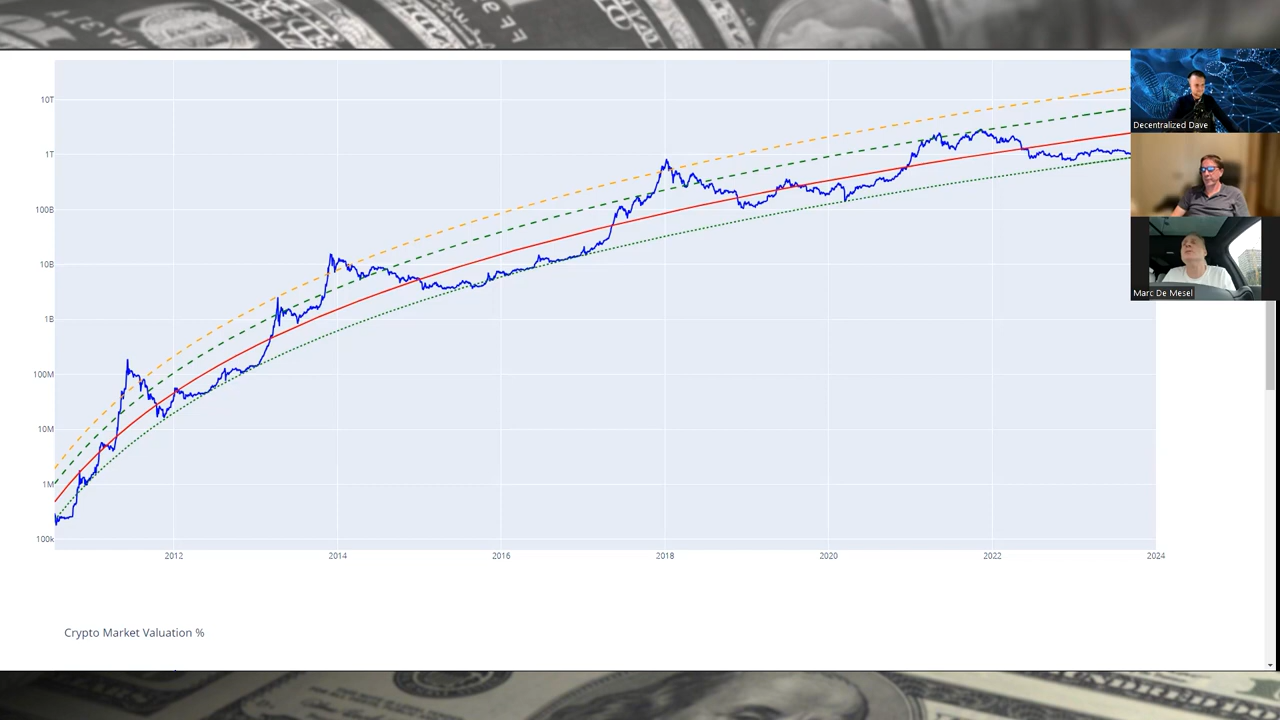 10T
1T
100B
10B
1B
100M
10M
1M
100k
2012
2014
2016
2018
2020
2022
2024
Crypto Market Valuation %
Decentralized Dave
Marc De Mesel